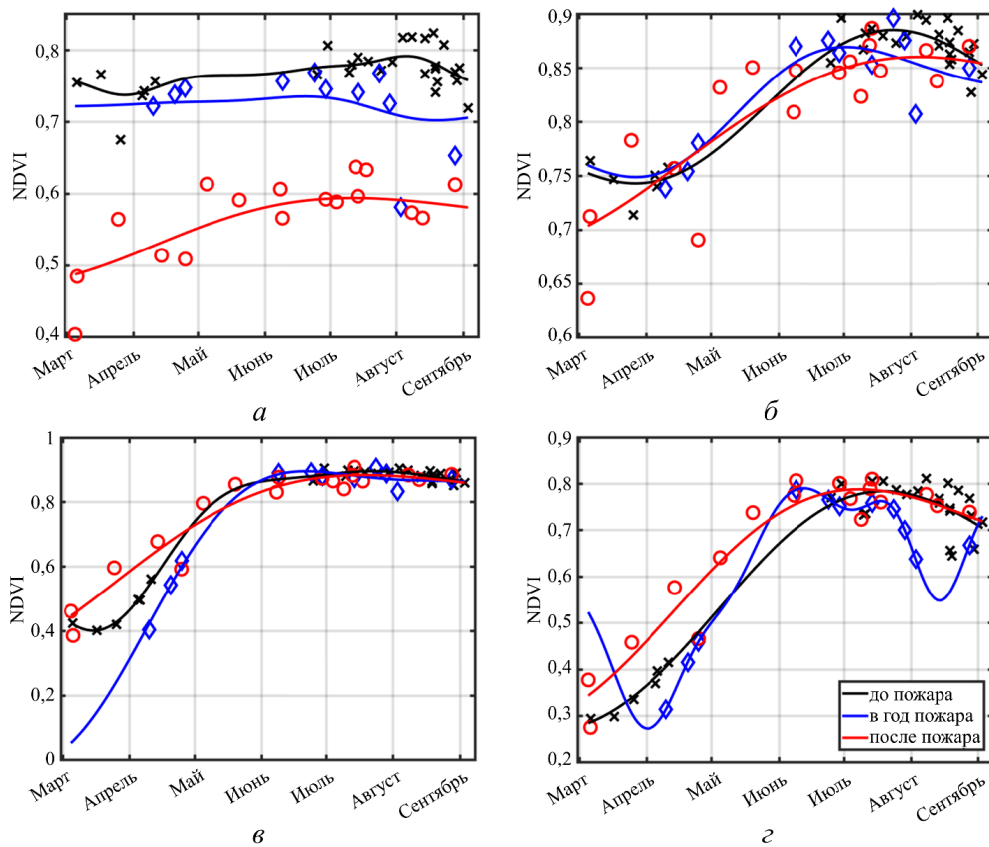 0,8
0,7
0,6
0,5
0,4
NDVI
Март
Апрель
Май
Июнь
Июль
Август
Сентябрь
а
0,9
0,85
0,8
0,75
0,7
0,65
0,6
NDVI
Март
Апрель
Май
Июнь
Июль
Август
Сентябрь
б
1
0,8
0,6
0,4
0,2
0
NDVI
Март
Апрель
Май
Июнь
Июль
Август
Сентябрь
в
0,9
0,8
0,7
0,6
0,5
0,4
0,3
0,2
NDVI
до пожара
в год пожара
после пожара
Март
Апрель
Май
Июнь
Июль
Август
Сентябрь
г